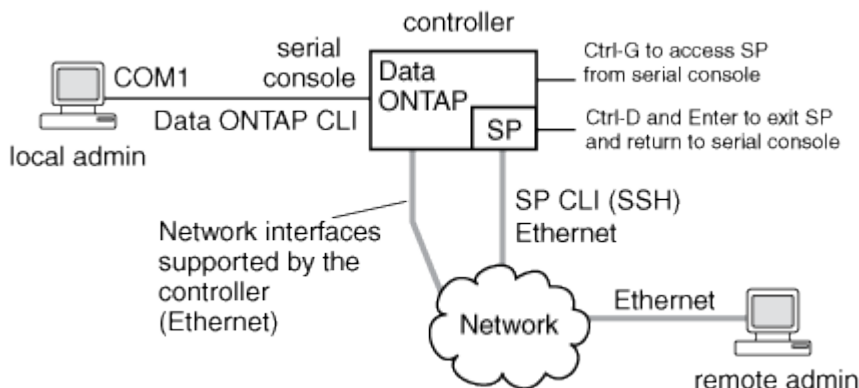 controller
serial
console
COM1
Data ONTAP CLI
local admin
Data
ONTAP
SP
Ctrl-G to access SP
from serial console
Ctrl-D and Enter to exit SP
and return to serial console
SP CLI (SSH)
Ethernet
Network interfaces
supported by the
controller
(Ethernet)
Network
Ethernet
remote admin